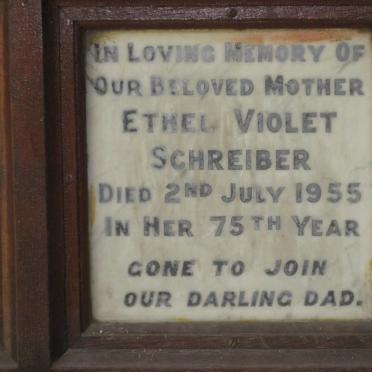 In Loving Memory Of
Our Beloved Mother
Ethel Violet
Schreiber
Died 2nd July 1955
In Her 75th Year
GONE TO JOIN
OUR DARLING DAD.